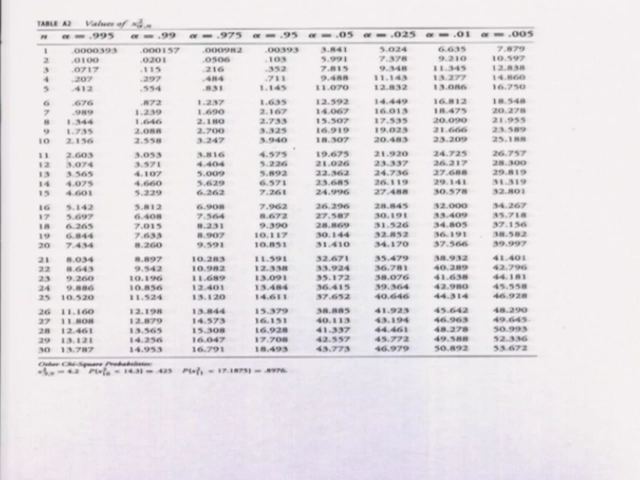 TABLE A2 Values of x²α,n
n α = .995 α = .99 α = .975 α = .95 α = .05 α = .025 α = .01 α = .005
1 .0000393 .000157 .000982 .00393 3.841 5.024 6.635 7.879
2 .0100 .0201 .0506 .103 5.991 7.378 9.210 10.597
3 .0717 .115 .216 .352 7.815 9.348 11.345 12.838
4 .207 .297 .484 .711 9.488 11.143 13.277 14.860
5 .412 .554 .831 1.145 11.070 12.832 13.086 16.750
6 .676 .872 1.237 1.635 12.592 14.449 16.812 18.548
7 .989 1.239 1.690 2.167 14.067 16.013 18.475 20.278
8 1.344 1.646 2.180 2.733 15.507 17.535 20.090 21.955
9 1.735 2.088 2.700 3.325 16.919 19.023 21.666 23.589
10 2.156 2.558 3.247 3.940 18.307 20.483 23.209 25.188
11 2.603 3.053 3.816 4.575 19.675 21.920 24.725 26.757
12 3.074 3.571 4.404 5.226 21.026 23.337 26.217 28.300
13 3.565 4.107 5.009 5.892 22.362 24.736 27.688 29.819
14 4.075 4.660 5.629 6.571 23.685 26.119 29.141 31.319
15 4.601 5.229 6.262 7.261 24.996 27.488 30.578 32.801
16 5.142 5.812 6.908 7.962 26.296 28.845 32.000 34.267
17 5.697 6.408 7.564 8.672 27.587 30.191 33.409 35.718
18 6.265 7.015 8.231 9.390 28.869 31.526 34.805 37.156
19 6.844 7.633 8.907 10.117 30.144 32.852 36.191 38.582
20 7.434 8.260 9.591 10.851 31.410 34.170 37.566 39.997
21 8.034 8.897 10.283 11.591 32.671 35.479 38.932 41.401
22 8.643 9.542 10.982 12.338 33.924 36.781 40.289 42.796
23 9.260 10.196 11.689 13.091 35.172 38.076 41.638 44.181
24 9.886 10.856 12.401 13.484 36.415 39.364 42.980 45.558
25 10.520 11.524 13.120 14.611 37.652 40.646 44.314 46.928
26 11.160 12.198 13.844 15.379 38.885 41.923 45.642 48.290
27 11.808 12.879 14.573 16.151 40.113 43.194 46.963 49.645
28 12.461 13.565 15.308 16.928 41.337 44.461 48.278 50.993
29 13.121 14.256 16.047 17.708 42.557 45.772 49.588 52.336
30 13.787 14.953 16.791 18.493 43.773 46.979 50.892 53.672
Other Chi-Square Probabilities:
= 4.2 P{x²₁₆ < 14.3} = .425 P{x²₁₁ < 17.1875} = .8976.